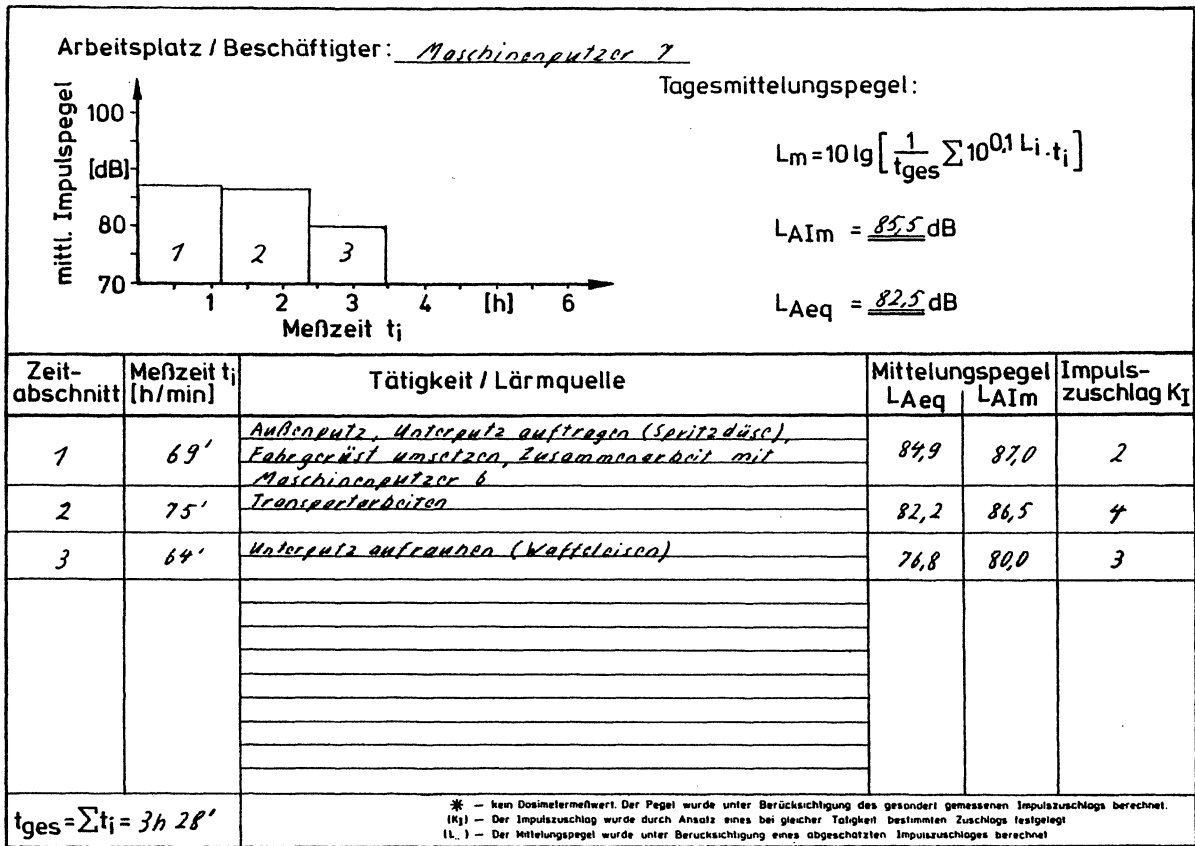 Arbeitsplatz / Beschäftigter: Maschinenputzer 7
mittl. Impulspegel
[dB]
100
80
70
1 2 3
1 2 3 4 [h] 6
Meßzeit ti
Tagesmittelungspegel:
Lm = 10 lg [ 1/tges ∑ 10^0,1 Li · ti ]
LAIm = 85,5 dB
LAeq = 82,5 dB
Zeitabschnitt Meßzeit ti [h/min] Tätigkeit / Lärmquelle Mittelungspegel LAeq LAIm Impulszuschlag KI
1 69' Außenputz, Unterputz auftragen (Spritzdüse), 84,9 87,0 2
Fahrgerüst umsetzen, Zusammenarbeit mit
Maschinenputzer 6
2 75' Transportarbeiten 82,2 86,5 4
3 64' Unterputz aufrauhen (Waffeleisen) 76,8 80,0 3
tges = ∑ti = 3h 28'
* – kein Dosimetermeßwert. Der Pegel wurde unter Berücksichtigung des gesondert gemessenen Impulszuschlags berechnet.
(KI) – Der Impulszuschlag wurde durch Ansatz eines bei gleicher Tätigkeit bestimmten Zuschlags festgelegt
(L..) – Der Mittelungspegel wurde unter Berücksichtigung eines abgeschätzten Impulszuschlages berechnet